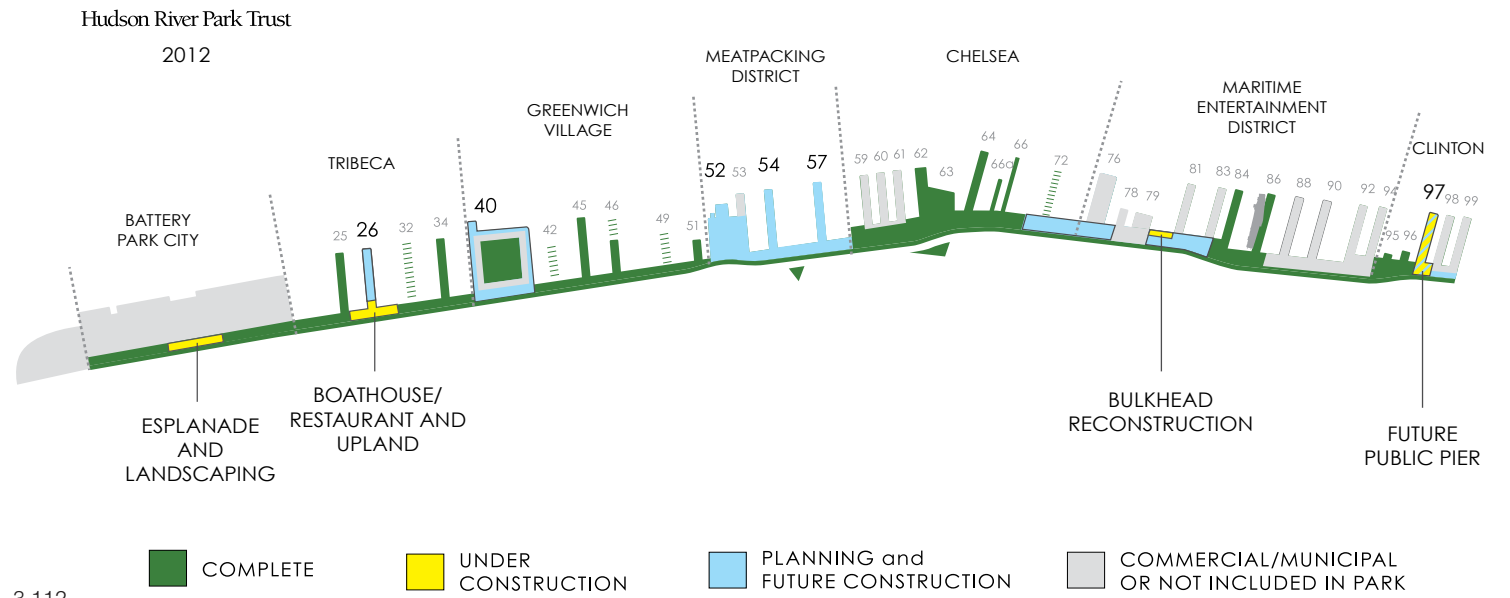 Hudson River Park Trust
2012
BATTERY
PARK CITY
TRIBECA
GREENWICH
VILLAGE
MEATPACKING
DISTRICT
CHELSEA
MARITIME
ENTERTAINMENT
DISTRICT
CLINTON
25
26
32
34
40
42
45
46
49
51
52
53
54
57
59
60
61
62
63
64
66a
66
72
76
78
79
81
83
84
86
88
90
92
94
95
96
97
98
99
ESPLANADE
AND
LANDSCAPING
BOATHOUSE/
RESTAURANT AND
UPLAND
BULKHEAD
RECONSTRUCTION
FUTURE
PUBLIC PIER
COMPLETE
UNDER
CONSTRUCTION
PLANNING and
FUTURE CONSTRUCTION
COMMERCIAL/MUNICIPAL
OR NOT INCLUDED IN PARK
3-112